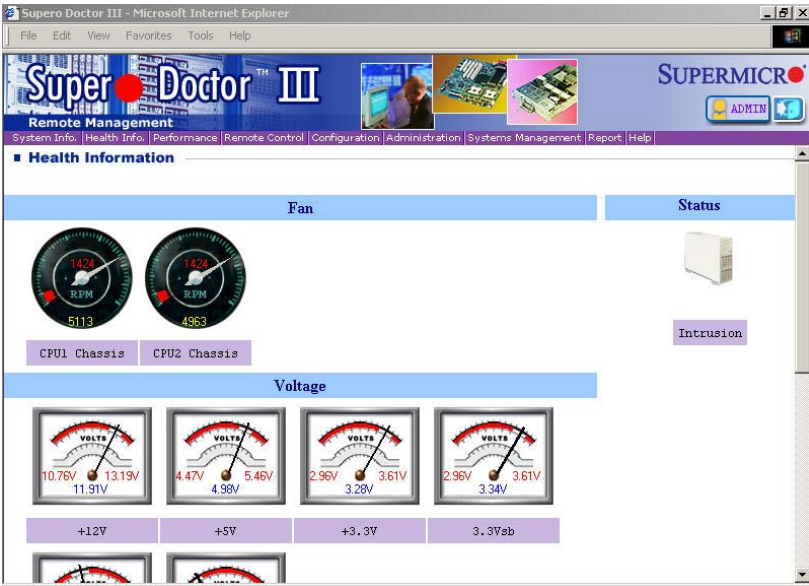 Supero Doctor III - Microsoft Internet Explorer
File Edit View Favorites Tools Help
Super Doctor™ III
SUPERMICR
Remote Management
ADMIN
System Info. Health Info. Performance Remote Control Configuration Administration Systems Management Report Help
Health Information
Fan
Status
1424
RPM
5113
1424
RPM
4963
Intrusion
CPU1 Chassis
CPU2 Chassis
Voltage
VOLTS
10.76V 13.19V
11.91V
VOLTS
4.47V 5.46V
4.98V
VOLTS
2.96V 3.61V
3.28V
VOLTS
2.96V 3.61V
3.34V
+12V
+5V
+3.3V
3.3Vsb